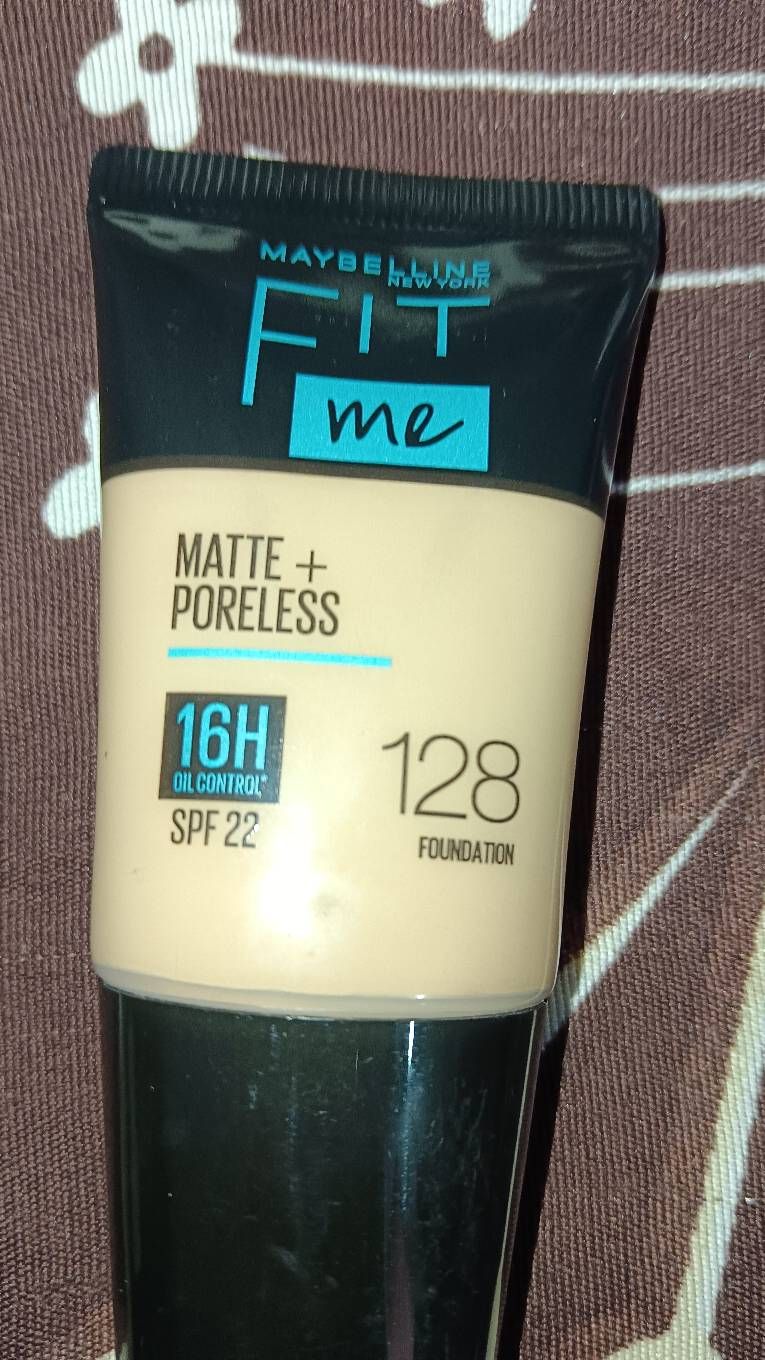 MAYBELLINE
NEW YORK
FIT
me
MATTE +
PORELESS
16H
OIL CONTROL*
SPF 22
128
FOUNDATION